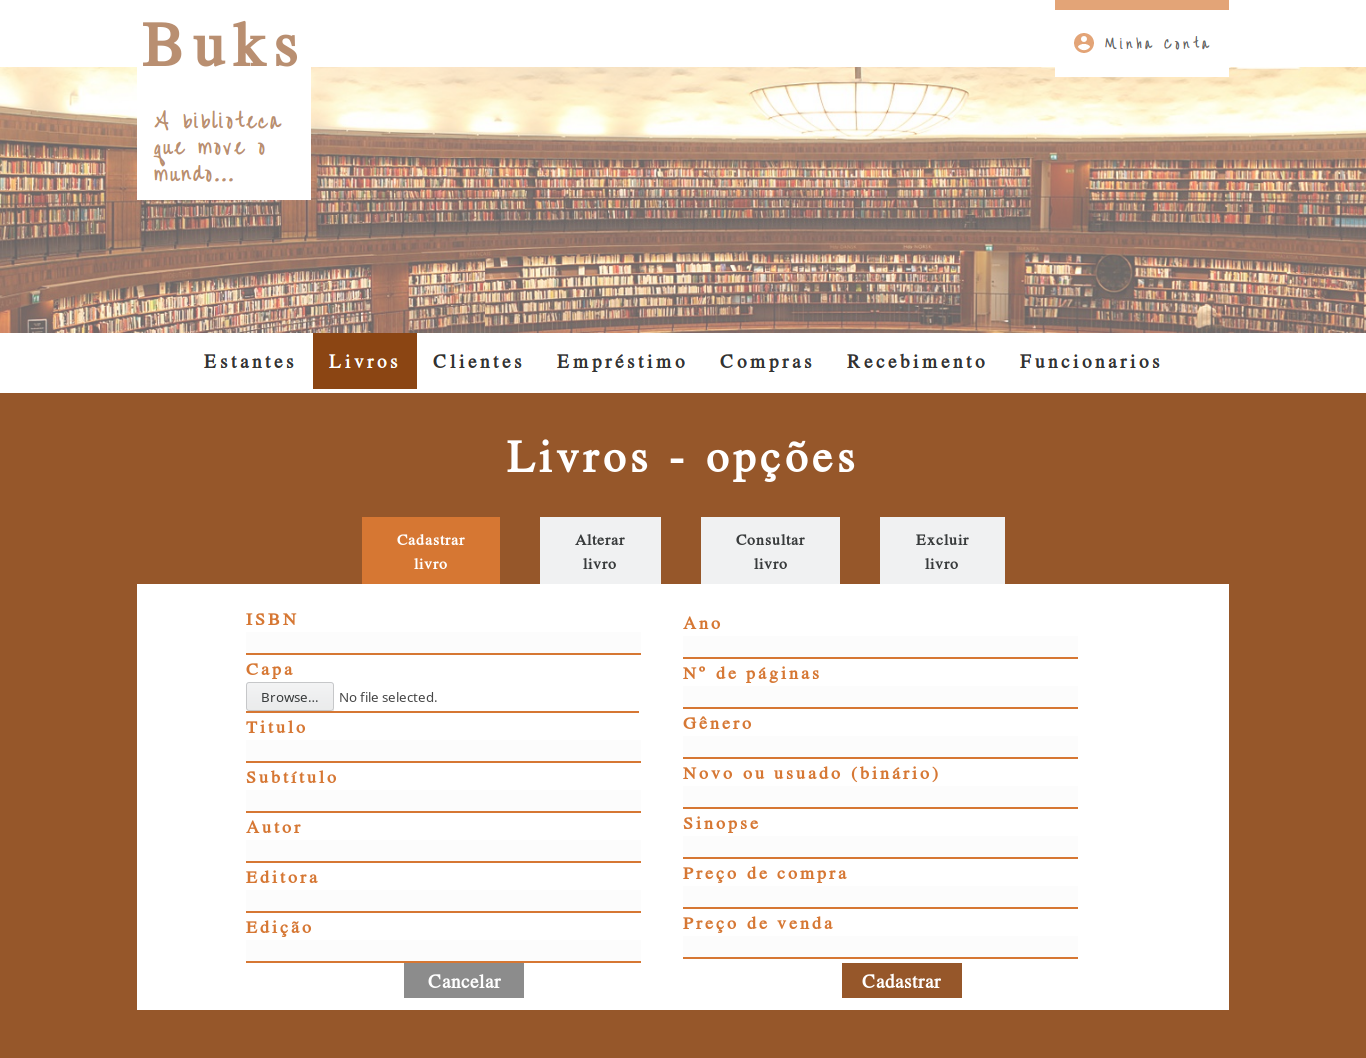 Buks
Minha conta
A biblioteca
que move o
mundo...
Estantes Livros Clientes Empréstimo Compras Recebimento Funcionarios
Livros - opções
Cadastrar
livro
Alterar
livro
Consultar
livro
Excluir
livro
ISBN
Capa
Browse... No file selected.
Titulo
Subtítulo
Autor
Editora
Edição
Cancelar
Ano
Nº de páginas
Gênero
Novo ou usuado (binário)
Sinopse
Preço de compra
Preço de venda
Cadastrar